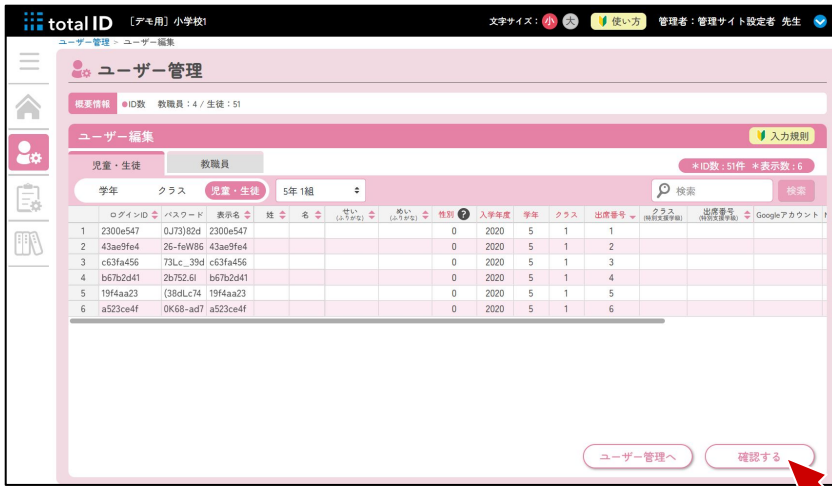 total ID [デモ用] 小学校1 文字サイズ: 小 大 使い方 管理者:管理サイト設定者 先生
ユーザー管理 > ユーザー編集
ユーザー管理
概要情報 ●ID数 教職員:4 / 生徒:51
ユーザー編集 入力規則
児童・生徒 教職員 *ID数:51件 *表示数:6
学年 クラス 児童・生徒 5年1組 検索 検索
ログインID パスワード 表示名 姓 名 せい(ふりがな) めい(ふりがな) 性別 ? 入学年度 学年 クラス 出席番号 クラス(特別支援学級) 出席番号(特別支援学級) Googleアカウント
1 2300e547 0J73)82d 2300e547 0 2020 5 1 1
2 43ae9fe4 26-feW86 43ae9fe4 0 2020 5 1 2
3 c63fa456 73Lc_39d c63fa456 0 2020 5 1 3
4 b67b2d41 2b752.6l b67b2d41 0 2020 5 1 4
5 19f4aa23 (38dLc74 19f4aa23 0 2020 5 1 5
6 a523ce4f 0K68-ad7 a523ce4f 0 2020 5 1 6
ユーザー管理へ 確認する